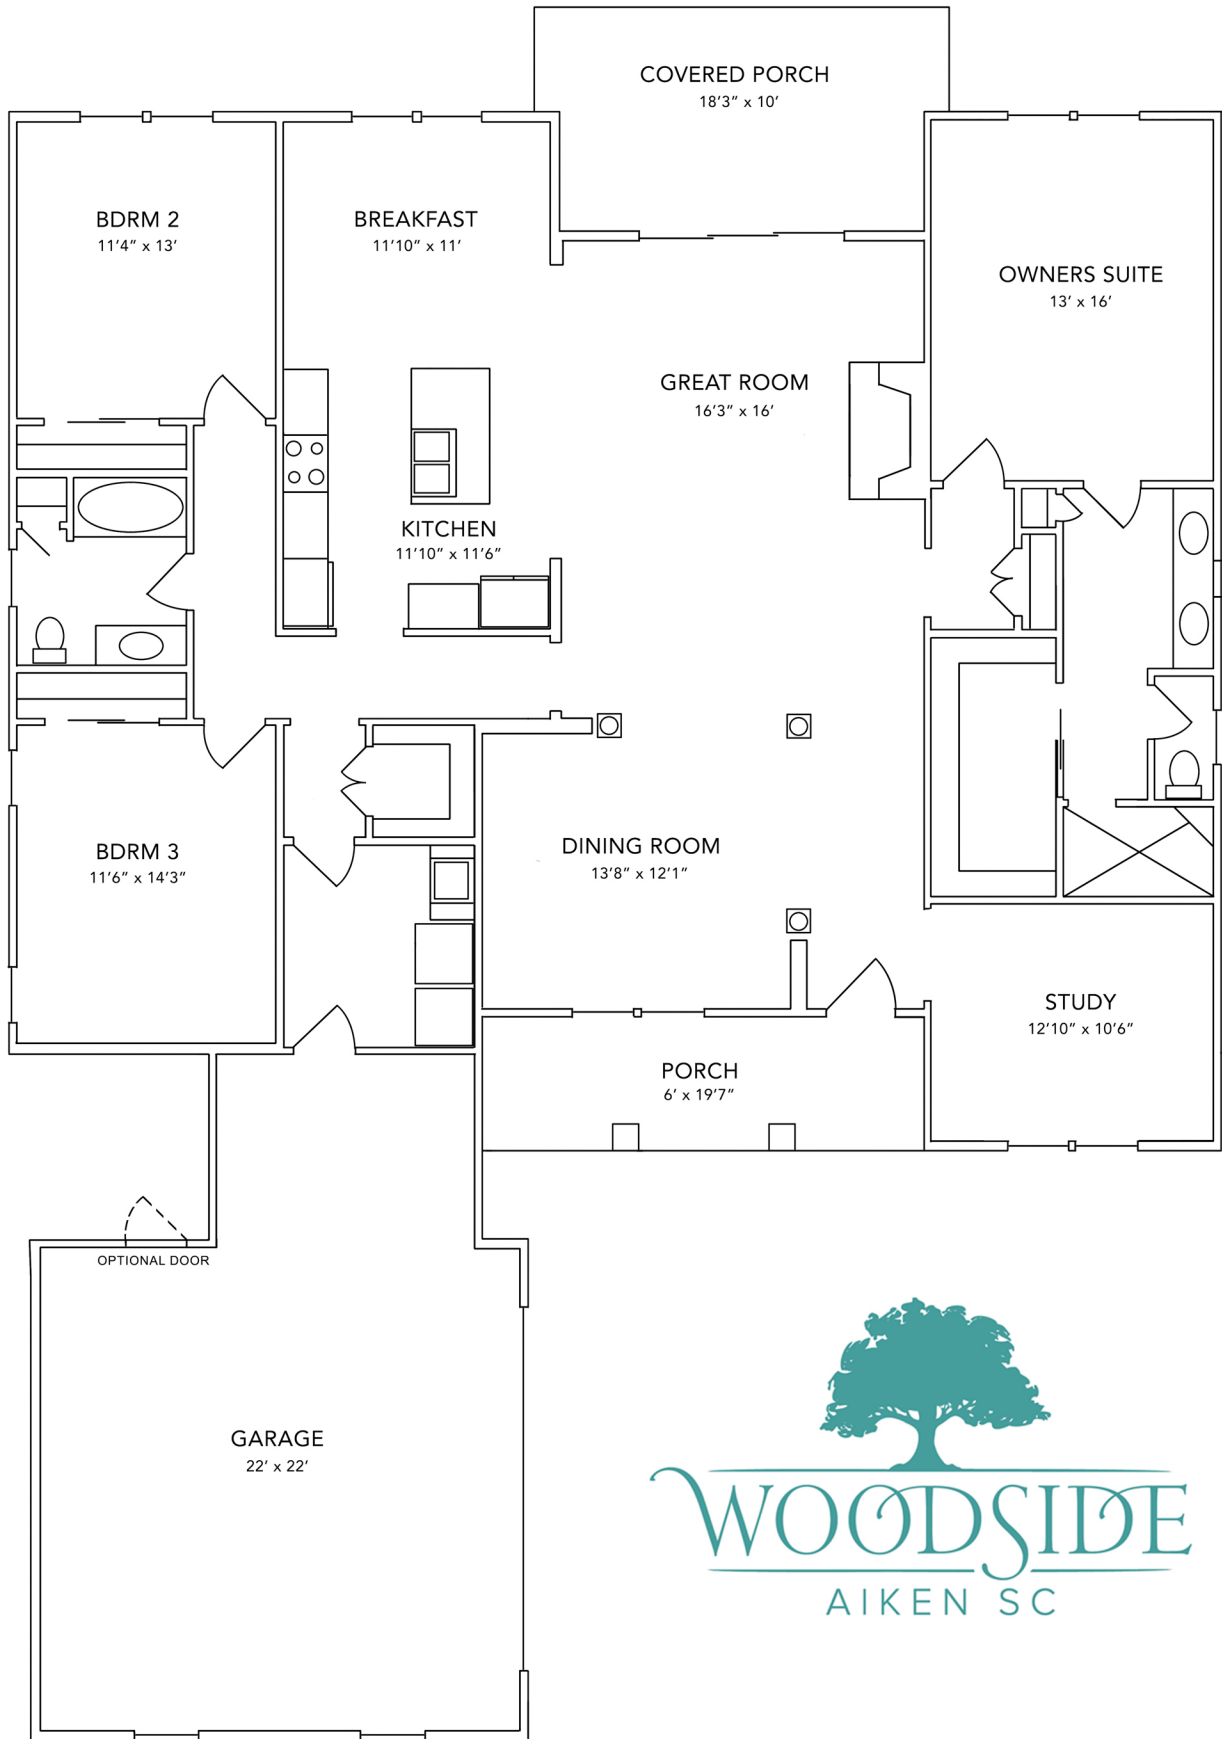 COVERED PORCH
18'3" x 10'
BDRM 2
11'4" x 13'
BREAKFAST
11'10" x 11'
OWNERS SUITE
13' x 16'
GREAT ROOM
16'3" x 16'
KITCHEN
11'10" x 11'6"
BDRM 3
11'6" x 14'3"
DINING ROOM
13'8" x 12'1"
STUDY
12'10" x 10'6"
PORCH
6' x 19'7"
OPTIONAL DOOR
GARAGE
22' x 22'
WOODSIDE
AIKEN SC